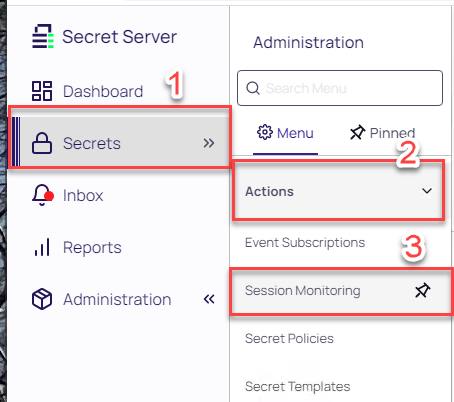 Secret Server
Dashboard
1
Secrets
Inbox
Reports
Administration
Administration
Search Menu
Menu
Pinned
2
Actions
Event Subscriptions
3
Session Monitoring
Secret Policies
Secret Templates